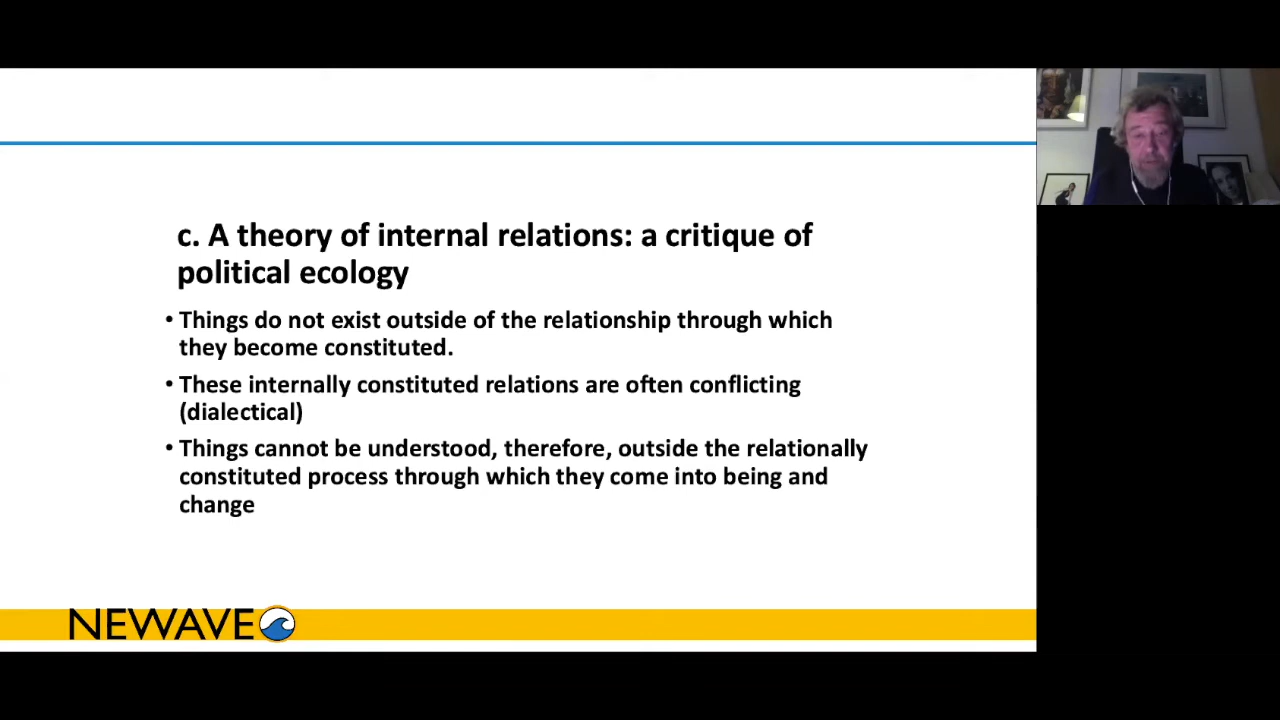 c. A theory of internal relations: a critique of
political ecology
• Things do not exist outside of the relationship through which
they become constituted.
• These internally constituted relations are often conflicting
(dialectical)
• Things cannot be understood, therefore, outside the relationally
constituted process through which they come into being and
change
NEWAVE